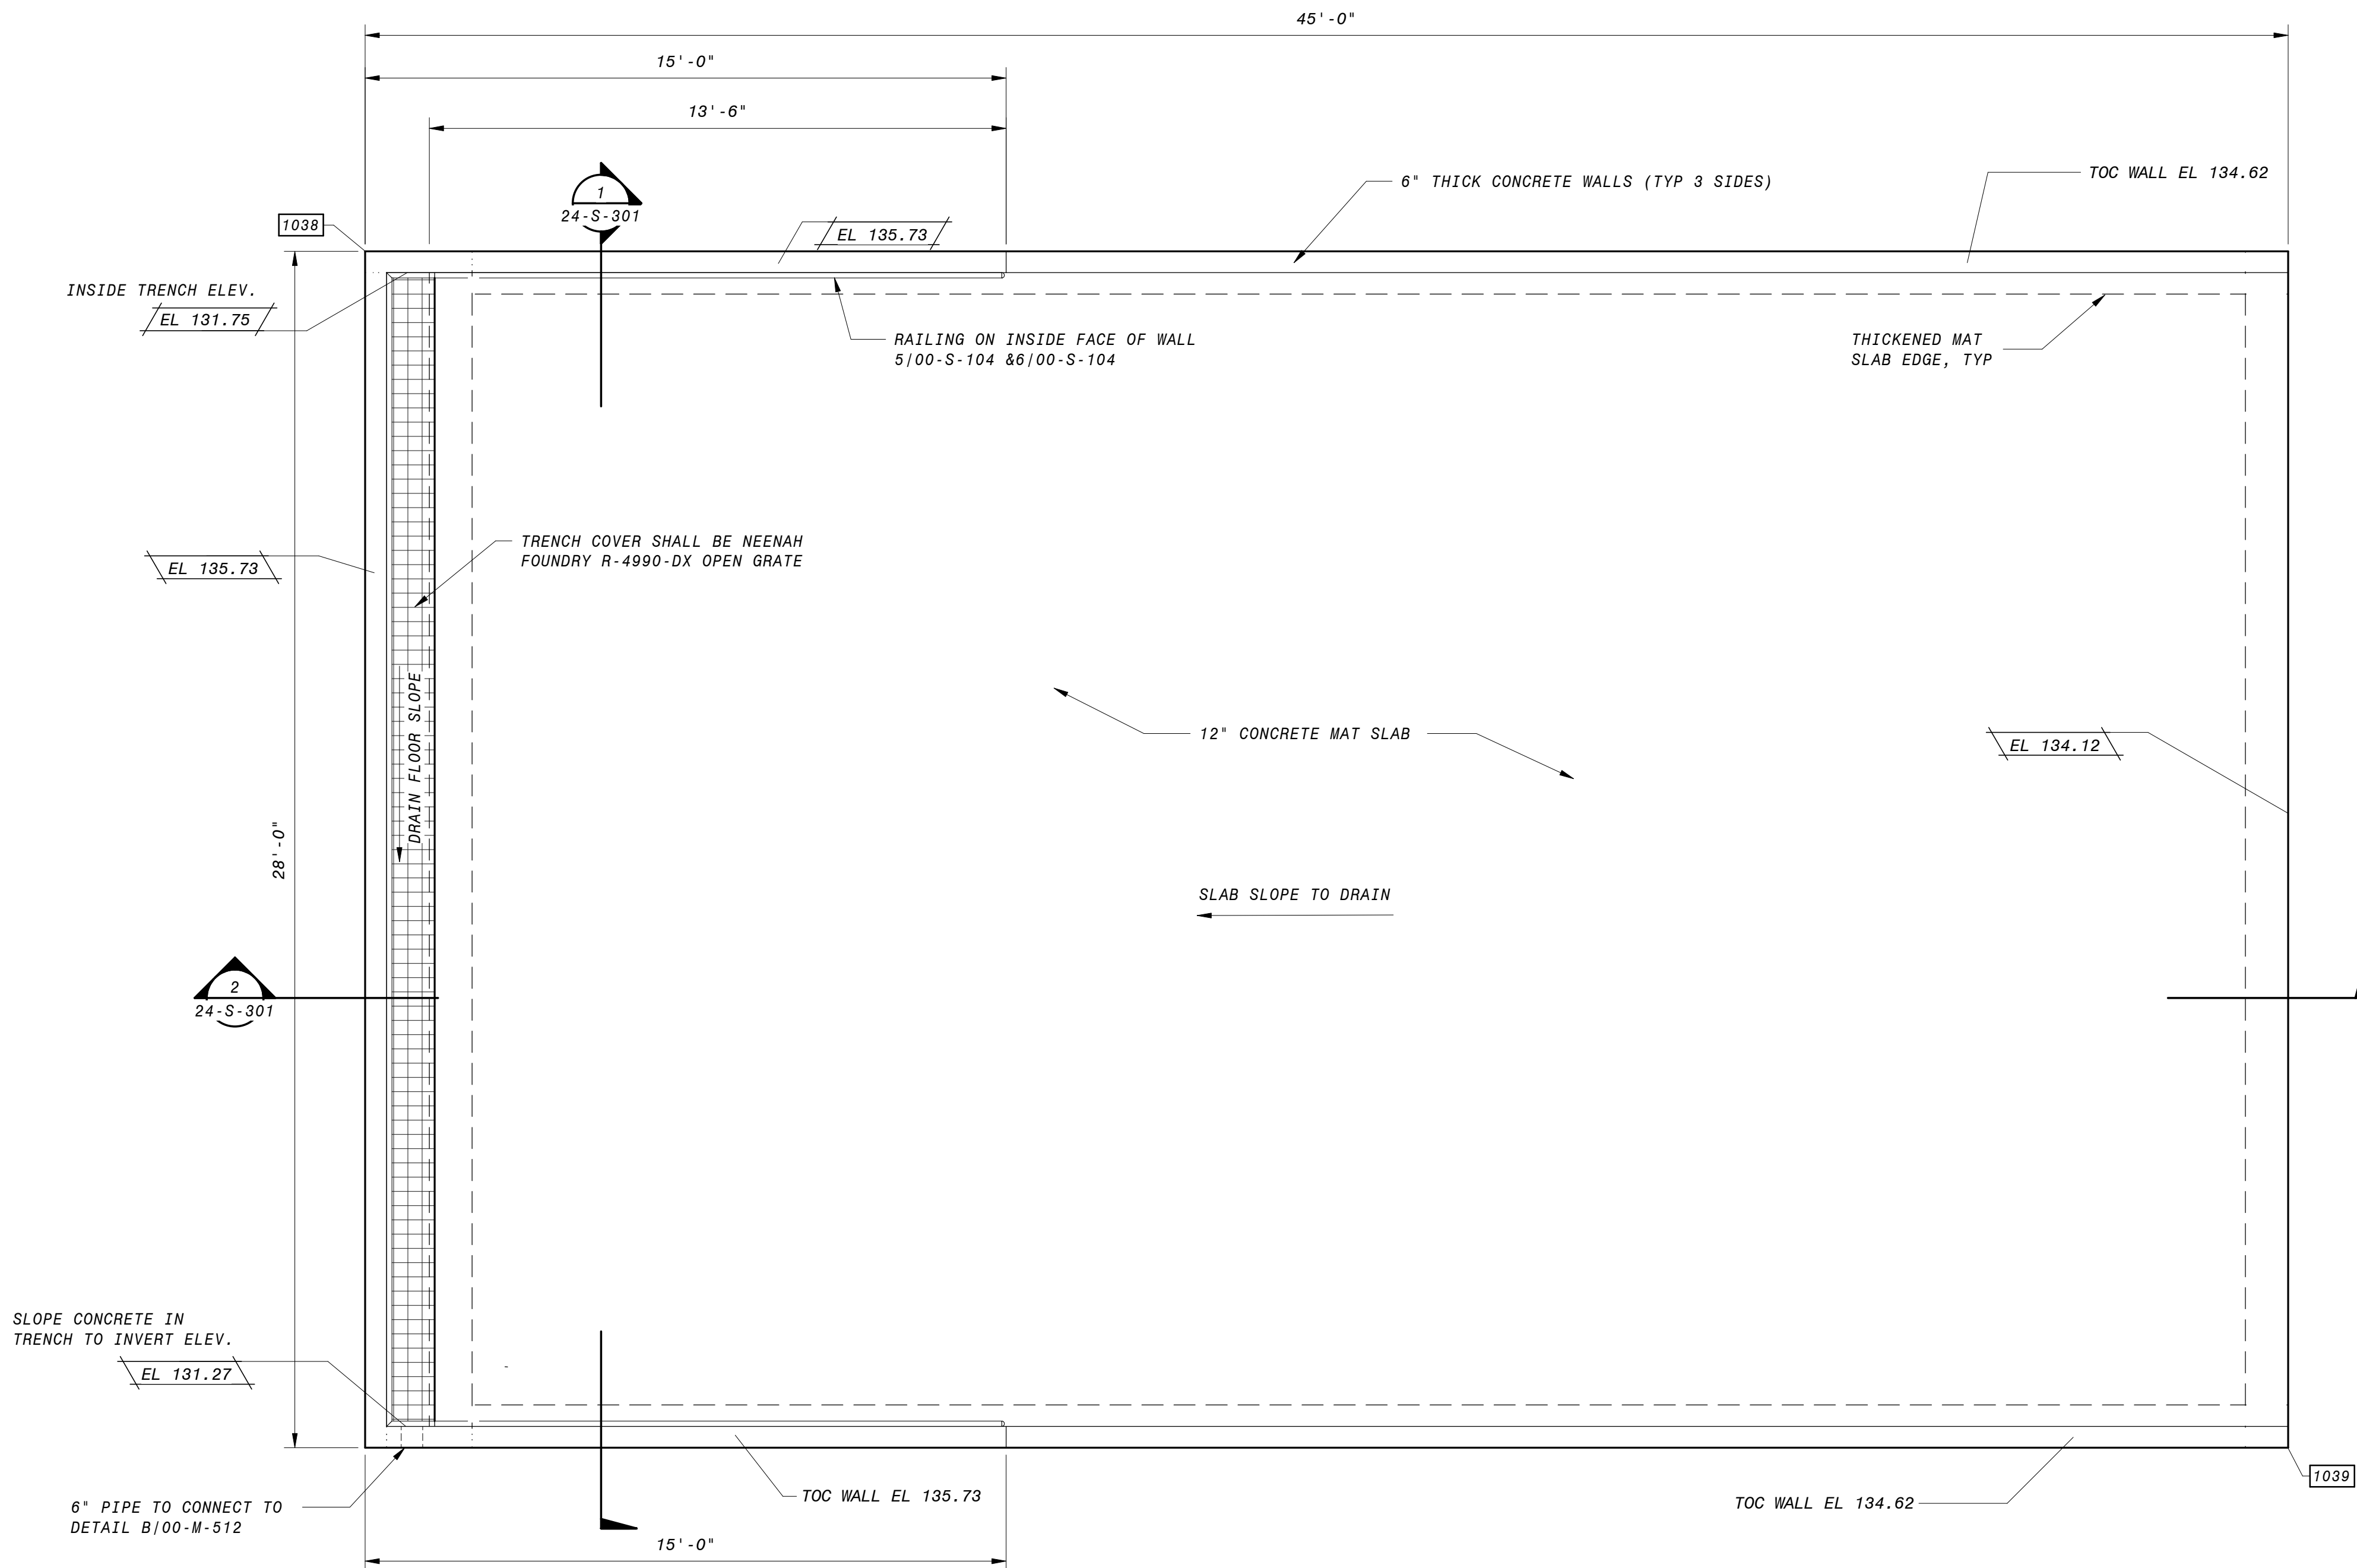 45'-0"
15'-0"
13'-6"
1
24-S-301
6" THICK CONCRETE WALLS (TYP 3 SIDES)
TOC WALL EL 134.62
1038
EL 135.73
INSIDE TRENCH ELEV.
EL 131.75
RAILING ON INSIDE FACE OF WALL
5/00-S-104 &6/00-S-104
THICKENED MAT
SLAB EDGE, TYP
TRENCH COVER SHALL BE NEENAH
FOUNDRY R-4990-DX OPEN GRATE
EL 135.73
DRAIN FLOOR SLOPE
12" CONCRETE MAT SLAB
EL 134.12
28'-0"
SLAB SLOPE TO DRAIN
2
24-S-301
SLOPE CONCRETE IN
TRENCH TO INVERT ELEV.
EL 131.27
1039
TOC WALL EL 135.73
TOC WALL EL 134.62
6" PIPE TO CONNECT TO
DETAIL B/00-M-512
15'-0"